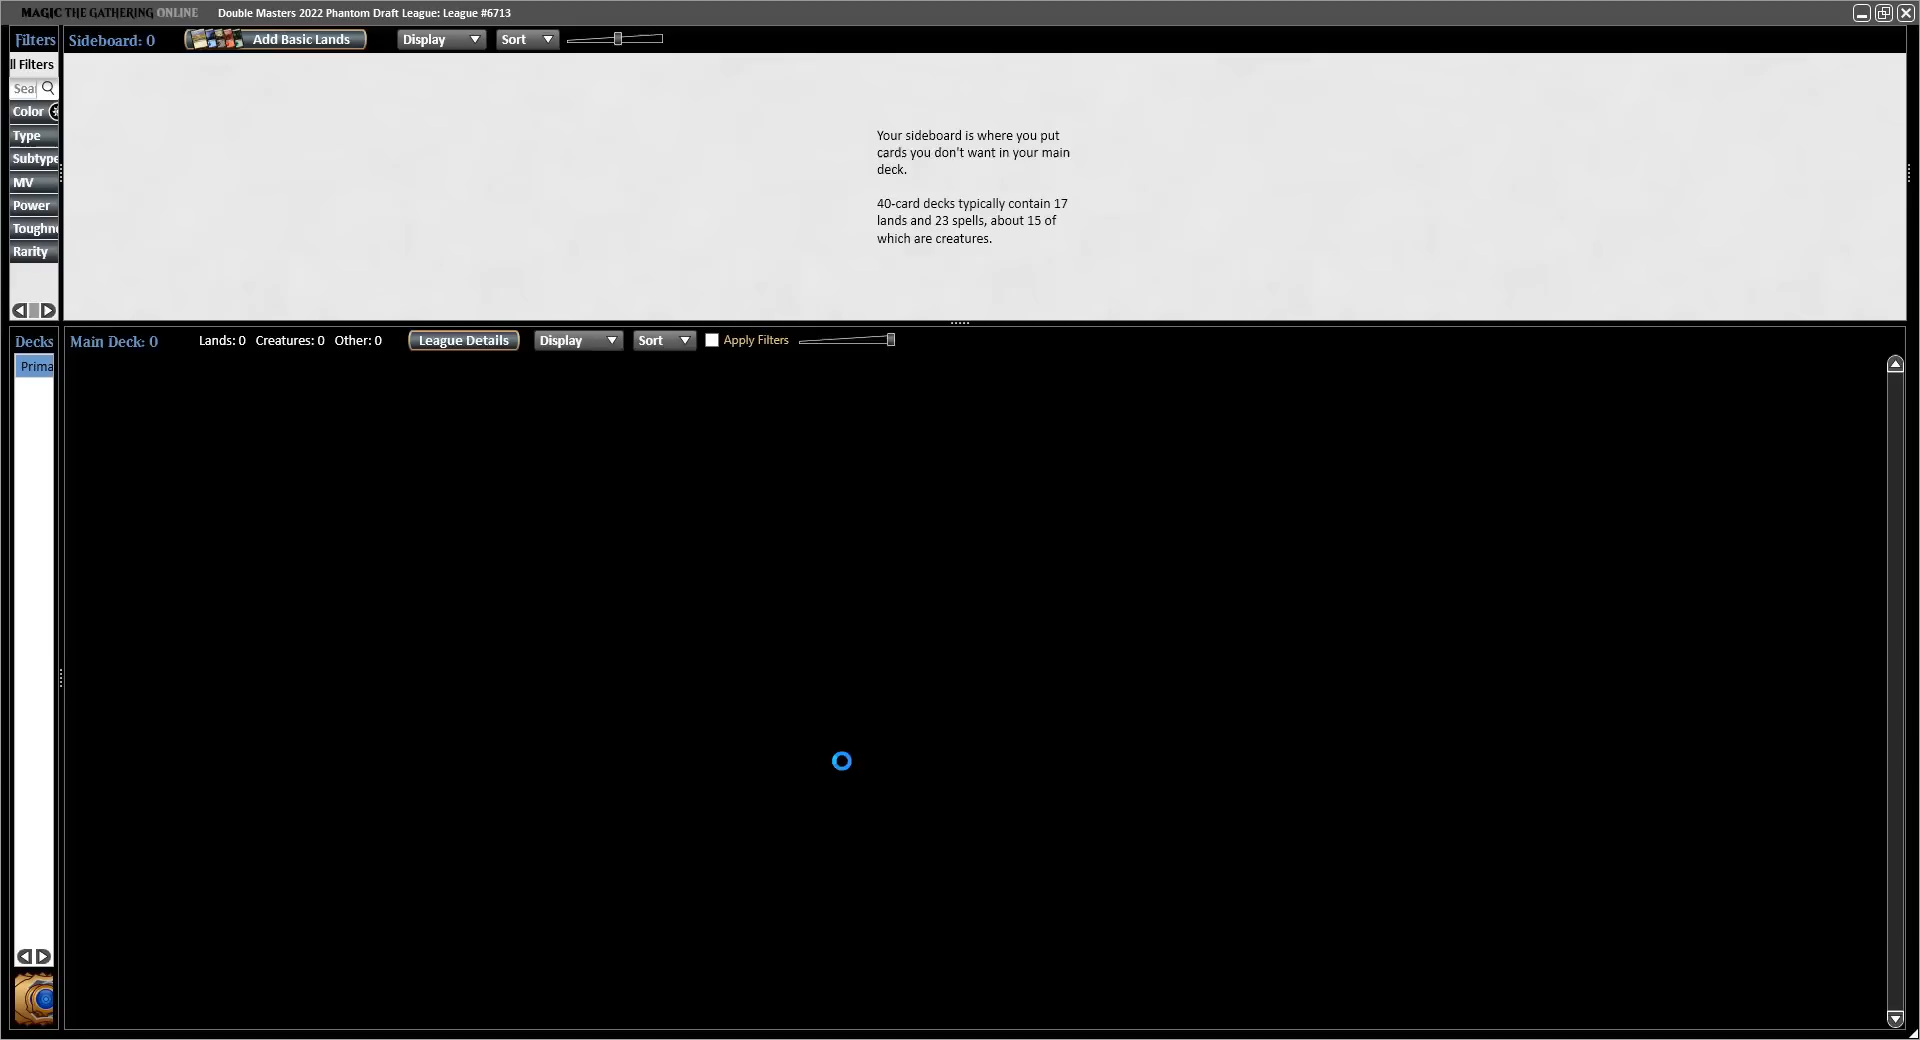 MAGIC THE GATHERING ONLINE Double Masters 2022 Phantom Draft League: League #6713
Filters Sideboard: 0 Add Basic Lands Display Sort
ll Filters
Sea
Color
Type
Subtype
MV
Power
Toughn
Rarity
Your sideboard is where you put
cards you don't want in your main
deck.
40-card decks typically contain 17
lands and 23 spells, about 15 of
which are creatures.
Decks Main Deck: 0 Lands: 0 Creatures: 0 Other: 0 League Details Display Sort Apply Filters
Prima